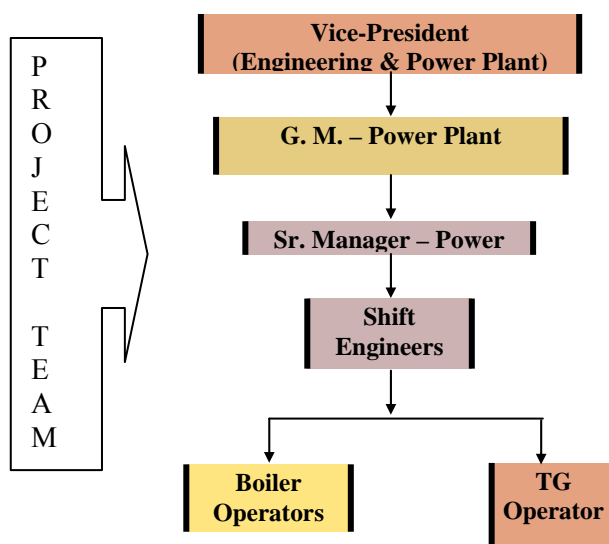 P
R
O
J
E
C
T
T
E
A
M
Vice-President
(Engineering & Power Plant)
G. M. – Power Plant
Sr. Manager – Power
Shift
Engineers
Boiler
Operators
TG
Operator